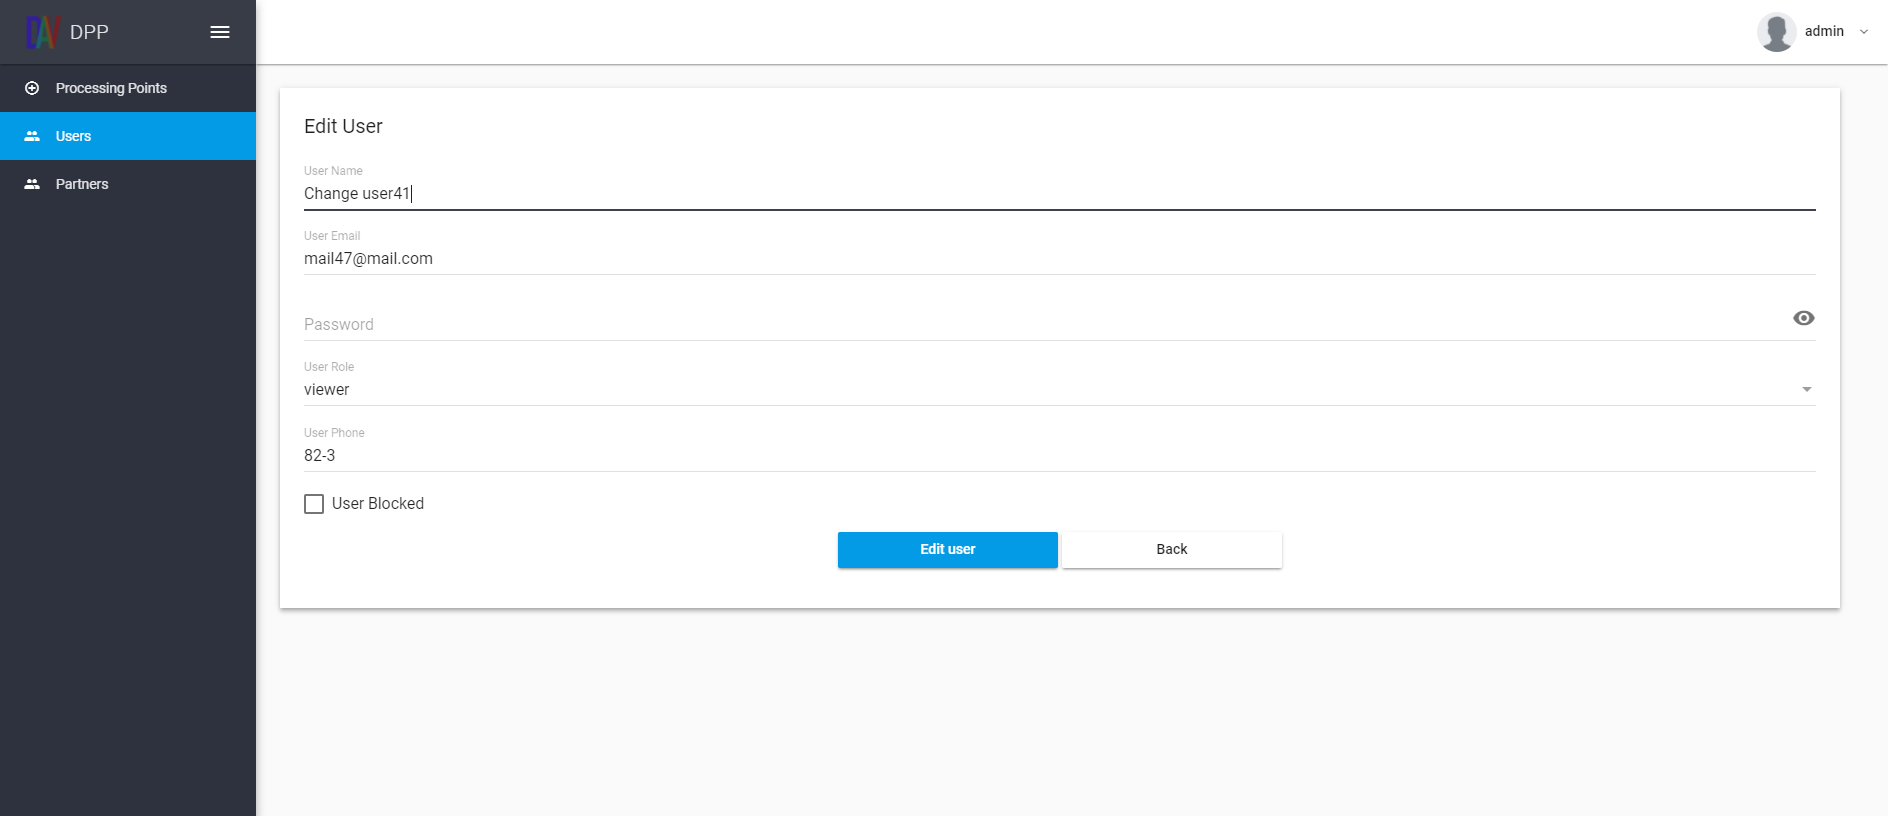 DAV DPP
admin
Processing Points
Users
Partners
Edit User
User Name
Change user41
User Email
mail47@mail.com
Password
User Role
viewer
User Phone
82-3
User Blocked
Edit user
Back